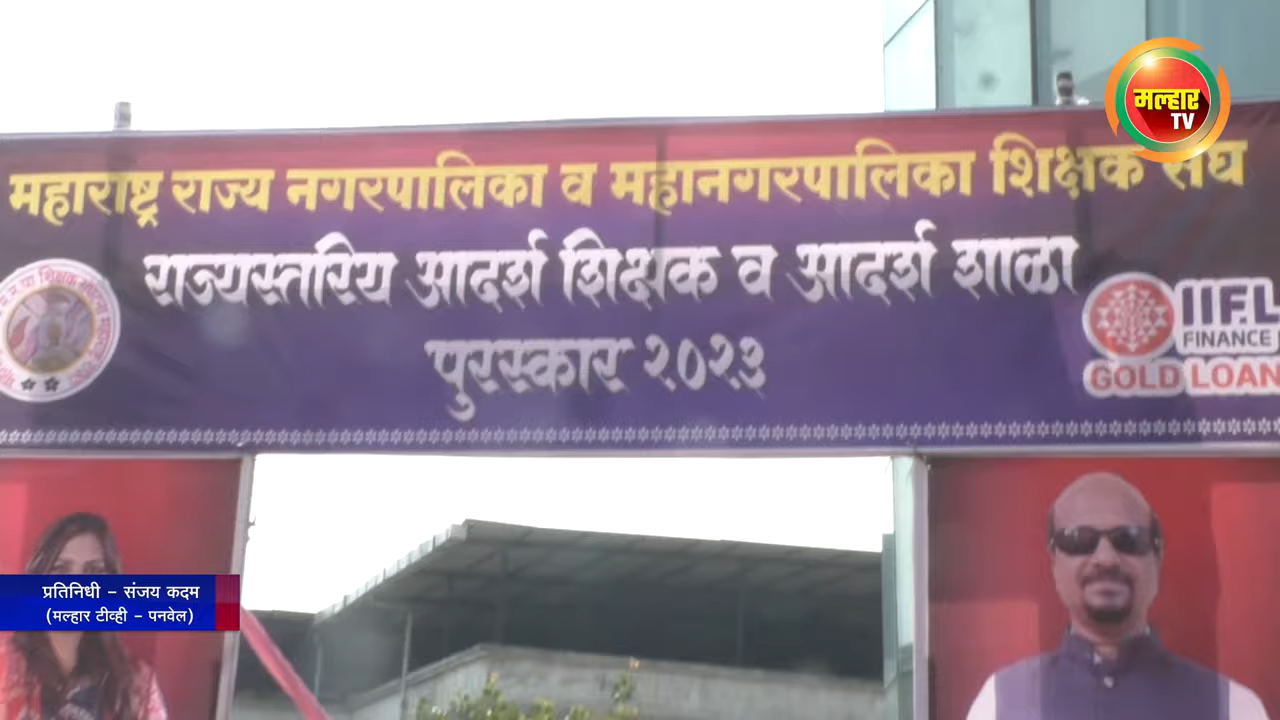 मल्हार
TV
महाराष्ट्र राज्य नगरपालिका व महानगरपालिका शिक्षक संघ
राज्यस्तरिय आदर्श शिक्षक व आदर्श शाळा
पुरस्कार २०२३
IIFL
FINANCE
GOLD LOAN
प्रतिनिधी - संजय कदम
(मल्हार टीव्ही - पनवेल)